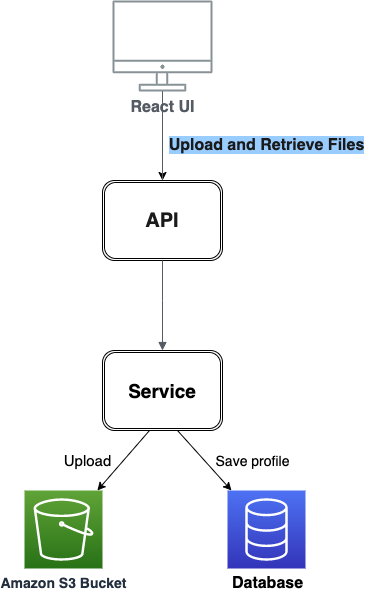 React UI
Upload and Retrieve Files
API
Service
Upload
Save profile
Amazon S3 Bucket
Database